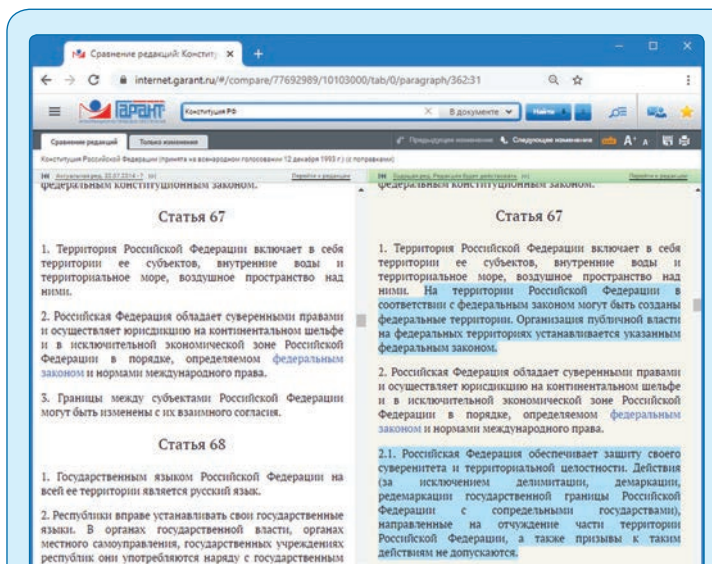 Сравнение редакций: Констит
internet.garant.ru/#/compare/77692989/10103000/tab/0/paragraph/362:31
ГАРАНТ
Конституция РФ
В документе
Найти
Сравнение редакций
Только изменения
Предыдущее изменение
Следующее изменение
Конституция Российской Федерации (принята на всенародном голосовании 12 декабря 1993 г.) (с поправками)
Перейти к редакции
Перейти к редакции
федеральным конституционным законом.
Статья 67
1. Территория Российской Федерации включает в себя
территории ее субъектов, внутренние воды и
территориальное море, воздушное пространство над
ними.
2. Российская Федерация обладает суверенными правами
и осуществляет юрисдикцию на континентальном шельфе
и в исключительной экономической зоне Российской
Федерации в порядке, определяемом федеральным
законом и нормами международного права.
3. Границы между субъектами Российской Федерации
могут быть изменены с их взаимного согласия.
Статья 68
1. Государственным языком Российской Федерации на
всей ее территории является русский язык.
2. Республики вправе устанавливать свои государственные
языки. В органах государственной власти, органах
местного самоуправления, государственных учреждениях
республик они употребляются наряду с государственным
федеральным конституционным законом.
Статья 67
1. Территория Российской Федерации включает в себя
территории ее субъектов, внутренние воды и
территориальное море, воздушное пространство над
ними. На территории Российской Федерации в
соответствии с федеральным законом могут быть созданы
федеральные территории. Организация публичной власти
на федеральных территориях устанавливается указанным
федеральным законом.
2. Российская Федерация обладает суверенными правами
и осуществляет юрисдикцию на континентальном шельфе
и в исключительной экономической зоне Российской
Федерации в порядке, определяемом федеральным
законом и нормами международного права.
2.1. Российская Федерация обеспечивает защиту своего
суверенитета и территориальной целостности. Действия
(за исключением делимитации, демаркации,
редемаркации государственной границы Российской
Федерации с сопредельными государствами),
направленные на отчуждение части территории
Российской Федерации, а также призывы к таким
действиям не допускаются.